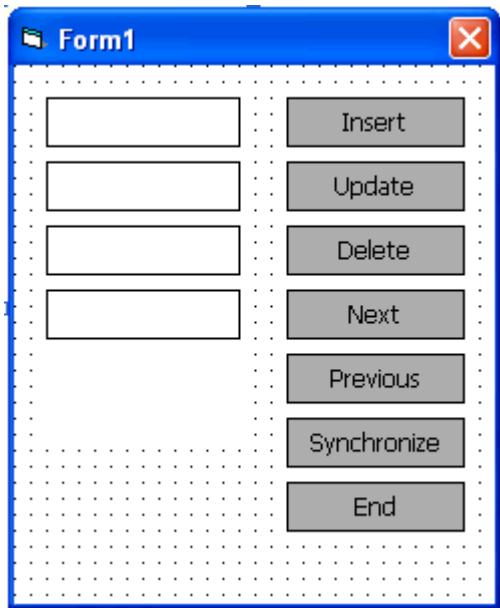 Form1
Insert
Update
Delete
Next
Previous
Synchronize
End